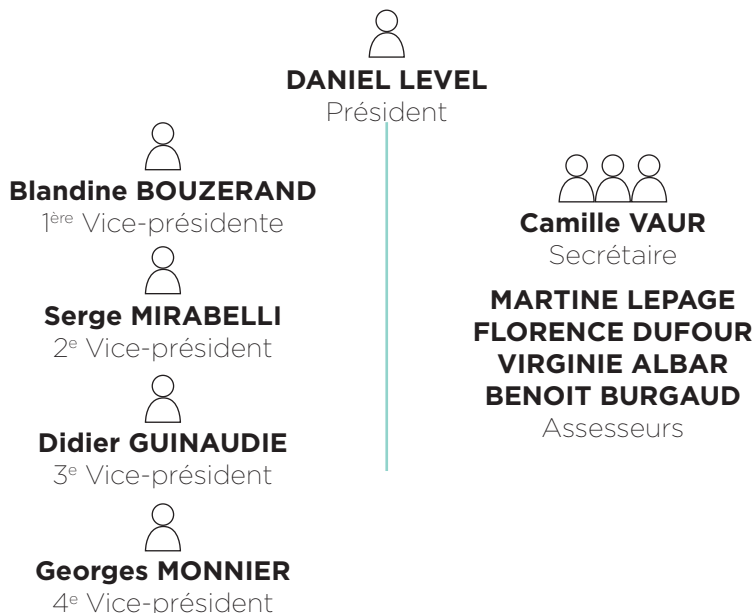 DANIEL LEVEL
Président
Blandine BOUZERAND
1ère Vice-présidente
Serge MIRABELLI
2e Vice-président
Didier GUINAUDIE
3e Vice-président
Georges MONNIER
4e Vice-président
Camille VAUR
Secrétaire
MARTINE LEPAGE
FLORENCE DUFOUR
VIRGINIE ALBAR
BENOIT BURGAUD
Assesseurs